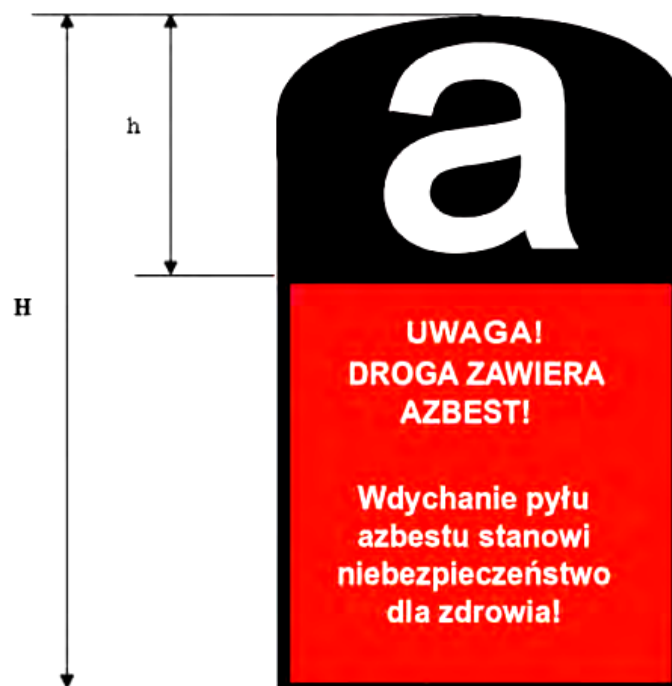 a
h
H
UWAGA!
DROGA ZAWIERA
AZBEST!
Wdychanie pyłu
azbestu stanowi
niebezpieczeństwo
dla zdrowia!